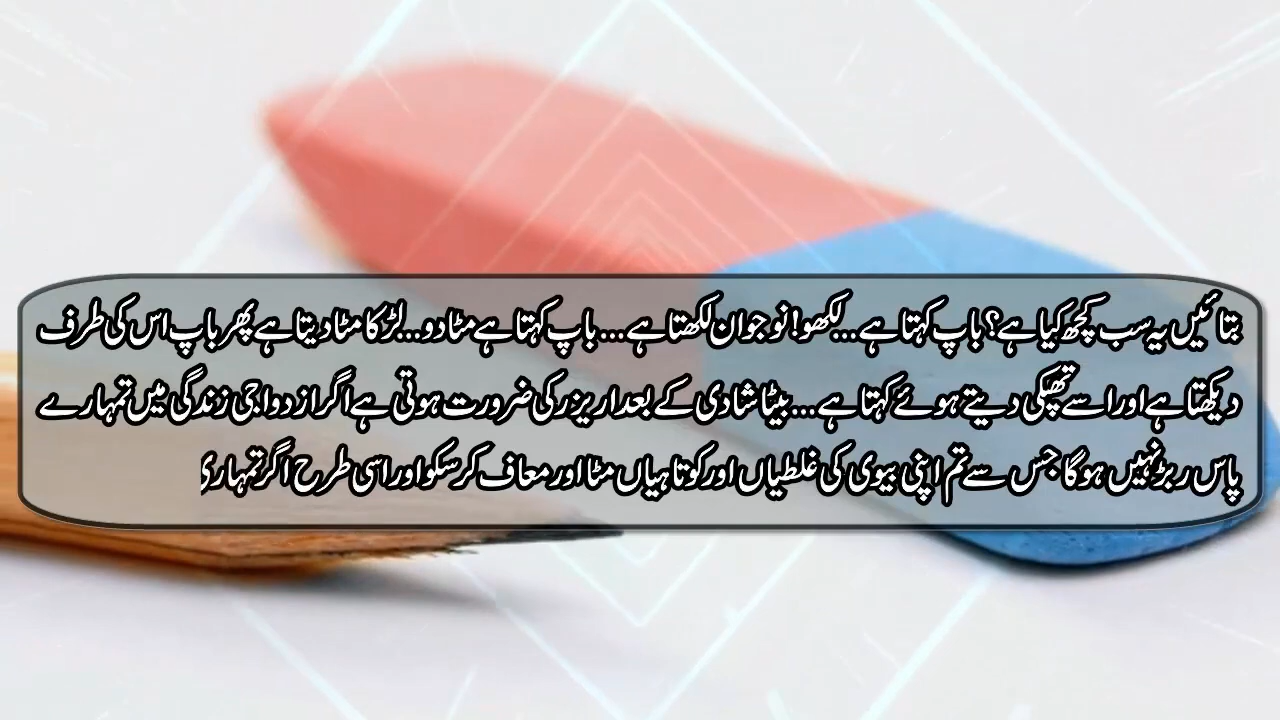 بتائیں یہ سب کچھ کیا ہے؟ باپ کہتا ہے...لکھو! نوجوان لکھتا ہے... باپ کہتا ہے مٹا دو...لڑکا مٹا دیتا ہے پھر باپ اس کی طرف
دیکھتا ہے اور اسے تھپکی دیتے ہوئے کہتا ہے...بیٹا شادی کے بعد اریزر کی ضرورت ہوتی ہے اگر ازدواجی زندگی میں تمہارے
پاس ربڑ نہیں ہو گا جس سے تم اپنی بیوی کی غلطیاں اور کوتاہیاں مٹا اور معاف کر سکو اور اسی طرح اگر تمہاری